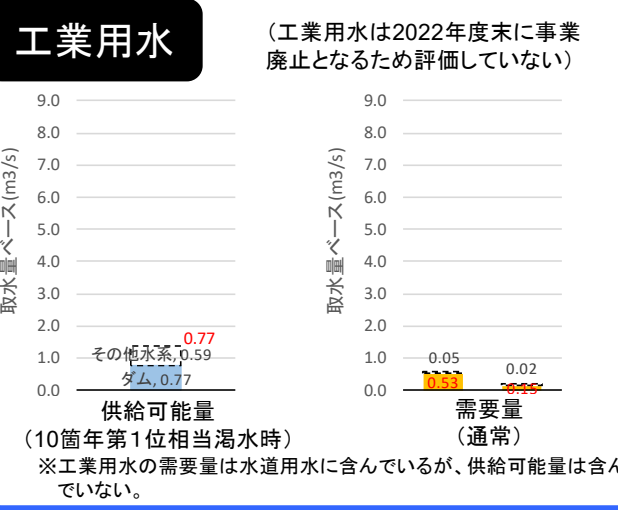 工業用水
（工業用水は2022年度末に事業
廃止となるため評価していない）
取水量ベース(m3/s)
9.0
8.0
7.0
6.0
5.0
4.0
3.0
2.0
1.0
0.0
0.77
その他水系, 0.59
ダム, 0.77
供給可能量
（10箇年第1位相当渇水時）
取水量ベース(m3/s)
9.0
8.0
7.0
6.0
5.0
4.0
3.0
2.0
1.0
0.0
0.05
0.53
0.02
0.15
需要量
（通常）
※工業用水の需要量は水道用水に含んでいるが、供給可能量は含ん
でいない。